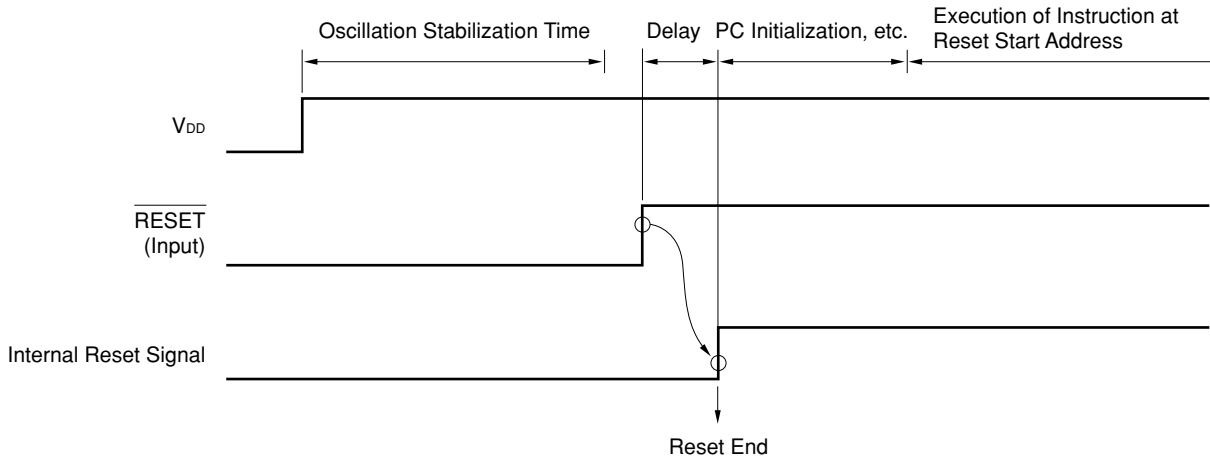 Oscillation Stabilization Time
Delay
PC Initialization, etc.
Execution of Instruction at
Reset Start Address
VDD
RESET
(Input)
Internal Reset Signal
Reset End